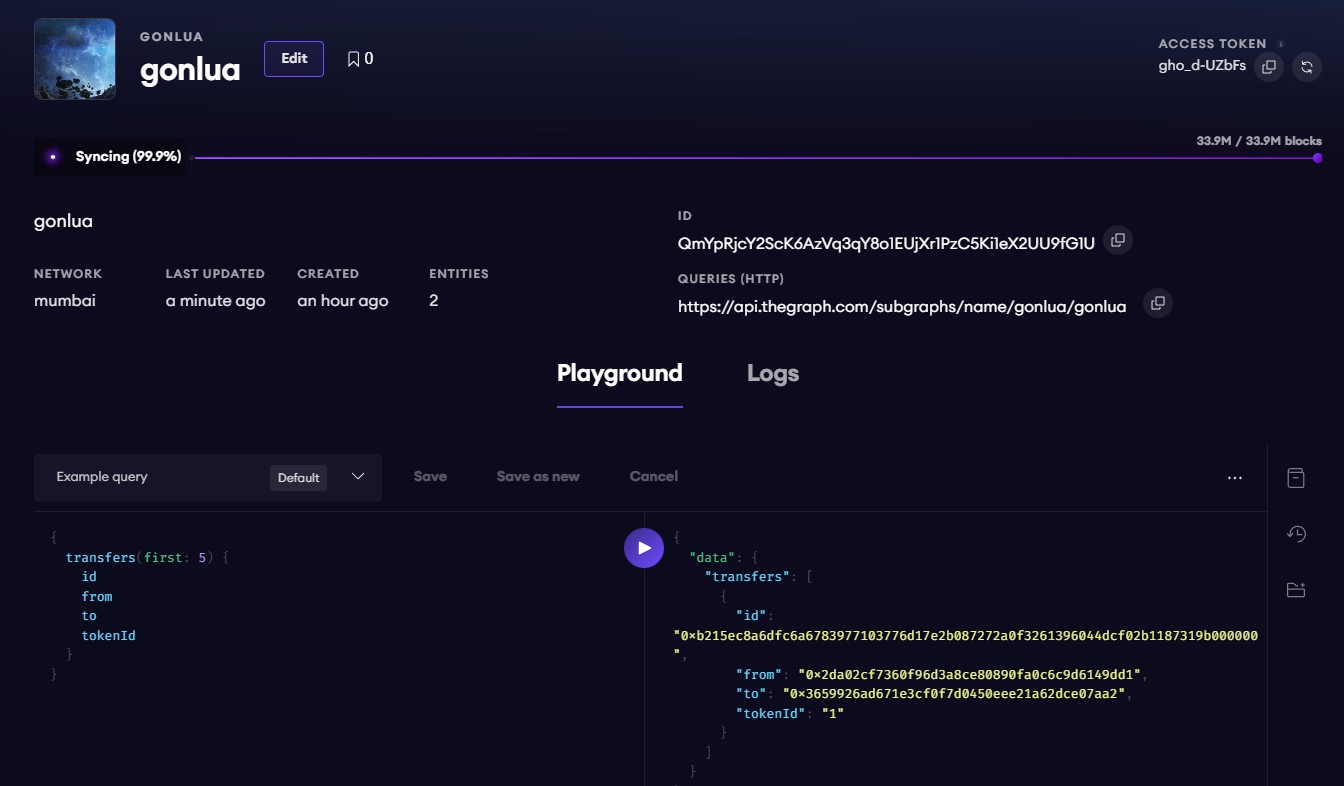 GONLUA
gonlua
Edit
0
ACCESS TOKEN
gho_d-UZbFs
Syncing (99.9%)
33.9M / 33.9M blocks
gonlua
ID
QmYpRjcY2ScK6AzVq3qY8o1EUjXr1PzC5Ki1eX2UU9fG1U
NETWORK LAST UPDATED CREATED ENTITIES
mumbai a minute ago an hour ago 2
QUERIES (HTTP)
https://api.thegraph.com/subgraphs/name/gonlua/gonlua
Playground Logs
Example query Default Save Save as new Cancel
{
transfers(first: 5) {
id
from
to
tokenId
}
}
{
"data": {
"transfers": [
{
"id":
"0xb215ec8a6dfc6a6783977103776d17e2b087272a0f3261396044dcf02b1187319b000000
",
"from": "0x2da02cf7360f96d3a8ce80890fa0c6c9d6149dd1",
"to": "0x3659926ad671e3cf0f7d0450eee21a62dce07aa2",
"tokenId": "1"
}
]
}